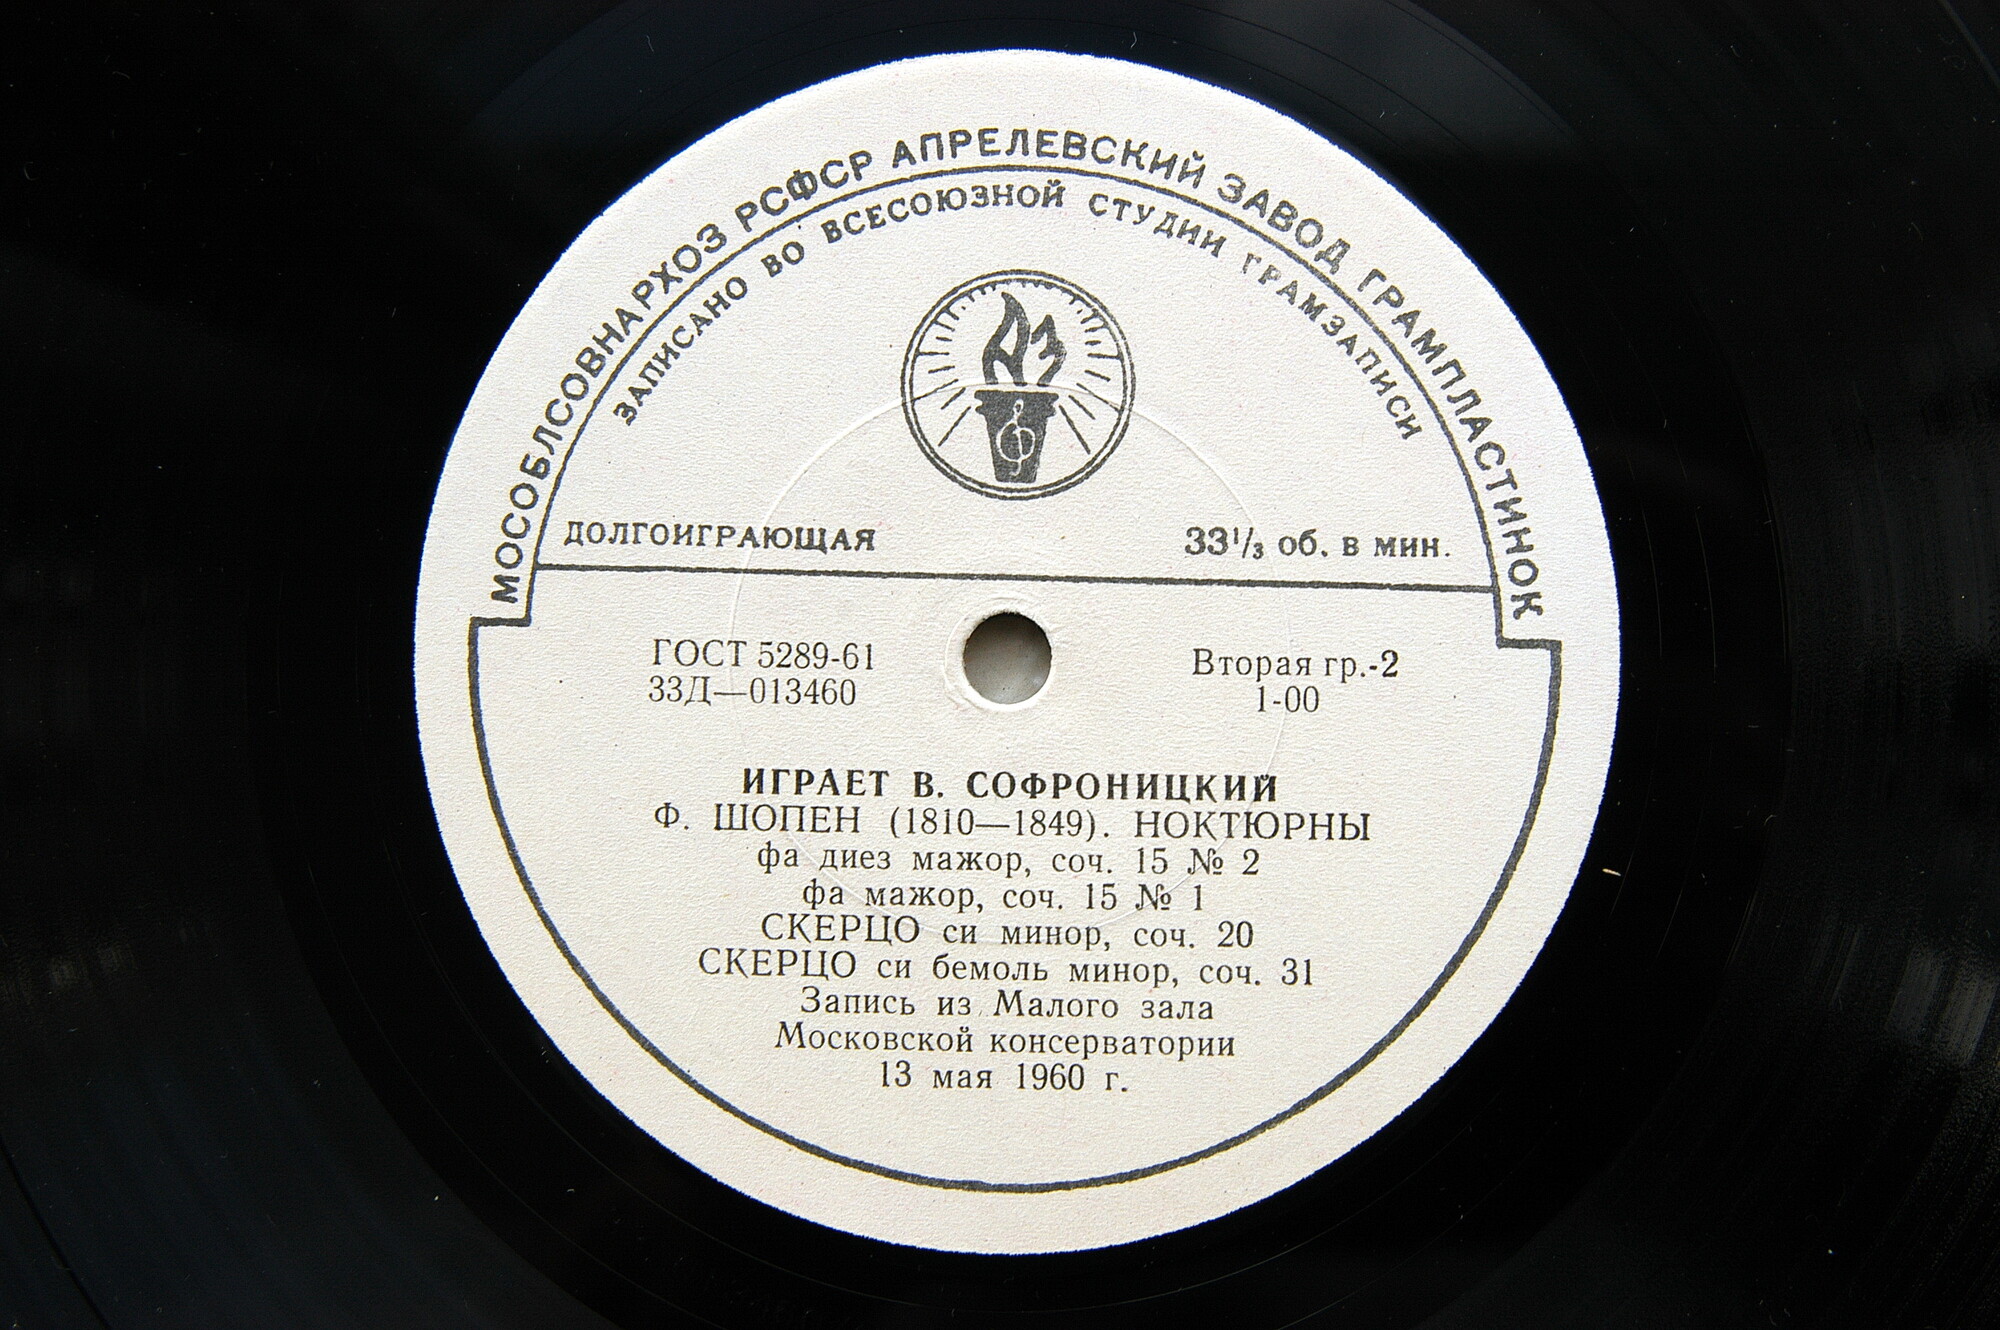 МОСОБЛСОВНАРХОЗ РСФСР АПРЕЛЕВСКИЙ ЗАВОД ГРАМПЛАСТИНОК
ЗАПИСАНО ВО ВСЕСОЮЗНОЙ СТУДИИ ГРАМЗАПИСИ
АЗ
ДОЛГОИГРАЮЩАЯ
33 1/3 об. в мин.
ГОСТ 5289-61
33Д—013460
Вторая гр.-2
1-00
ИГРАЕТ В. СОФРОНИЦКИЙ
Ф. ШОПЕН (1810—1849). НОКТЮРНЫ
фа диез мажор, соч. 15 № 2
фа мажор, соч. 15 № 1
СКЕРЦО си минор, соч. 20
СКЕРЦО си бемоль минор, соч. 31
Запись из Малого зала
Московской консерватории
13 мая 1960 г.